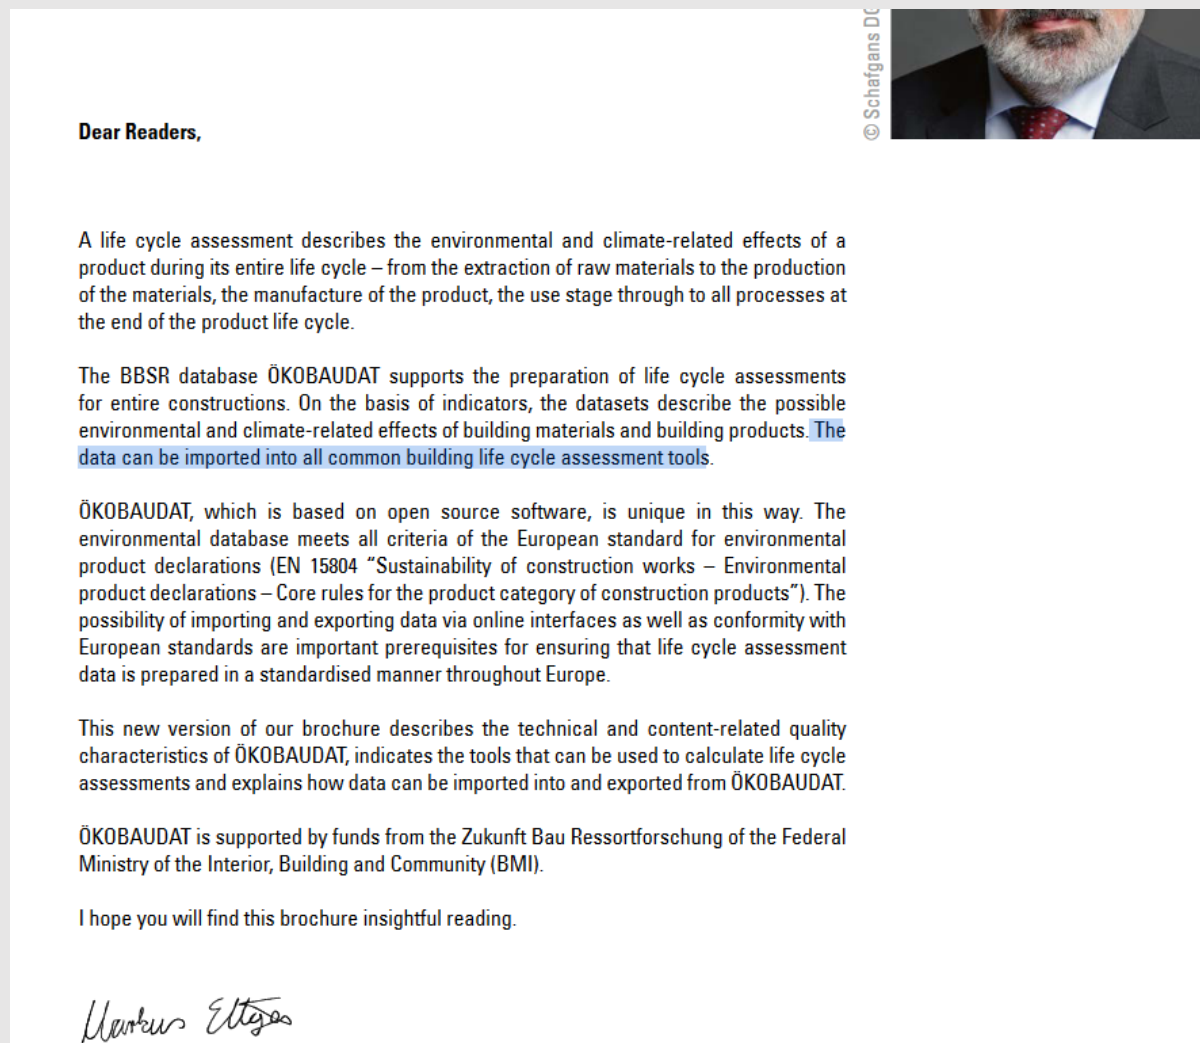 © Schafgans DG
Dear Readers,
A life cycle assessment describes the environmental and climate-related effects of a
product during its entire life cycle – from the extraction of raw materials to the production
of the materials, the manufacture of the product, the use stage through to all processes at
the end of the product life cycle.
The BBSR database ÖKOBAUDAT supports the preparation of life cycle assessments
for entire constructions. On the basis of indicators, the datasets describe the possible
environmental and climate-related effects of building materials and building products. The
data can be imported into all common building life cycle assessment tools.
ÖKOBAUDAT, which is based on open source software, is unique in this way. The
environmental database meets all criteria of the European standard for environmental
product declarations (EN 15804 “Sustainability of construction works – Environmental
product declarations – Core rules for the product category of construction products”). The
possibility of importing and exporting data via online interfaces as well as conformity with
European standards are important prerequisites for ensuring that life cycle assessment
data is prepared in a standardised manner throughout Europe.
This new version of our brochure describes the technical and content-related quality
characteristics of ÖKOBAUDAT, indicates the tools that can be used to calculate life cycle
assessments and explains how data can be imported into and exported from ÖKOBAUDAT.
ÖKOBAUDAT is supported by funds from the Zukunft Bau Ressortforschung of the Federal
Ministry of the Interior, Building and Community (BMI).
I hope you will find this brochure insightful reading.
Markus Eltges